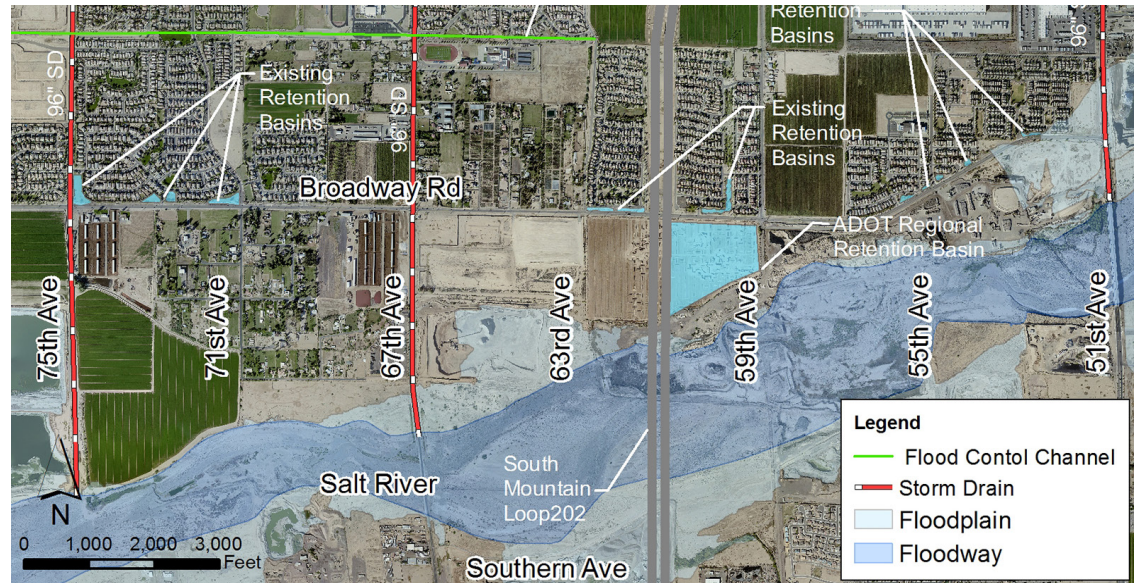 Retention
Basins
96" S
96" SD
Existing
Retention
Basins
96" SD
Existing
Retention
Basins
Broadway Rd
ADOT Regional
Retention Basin
75th Ave
71st Ave
67th Ave
63rd Ave
59th Ave
55th Ave
51st Ave
Salt River
South
Mountain
Loop202
Southern Ave
N
0 1,000 2,000 3,000
Feet
Legend
Flood Contol Channel
Storm Drain
Floodplain
Floodway